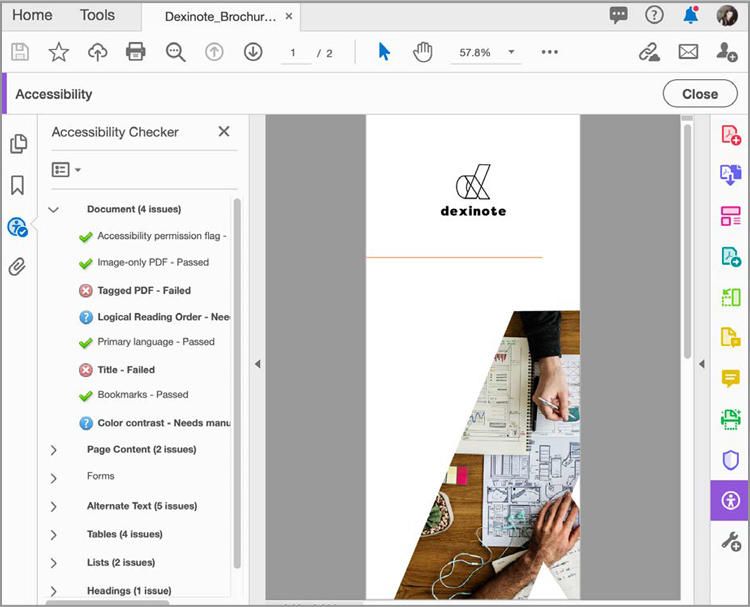 Home Tools Dexinote_Brochur...
1 / 2 57.8%
Accessibility Close
Accessibility Checker
Document (4 issues)
Accessibility permission flag -
Image-only PDF - Passed
Tagged PDF - Failed
Logical Reading Order - Nee
Primary language - Passed
Title - Failed
Bookmarks - Passed
Color contrast - Needs manu
Page Content (2 issues)
Forms
Alternate Text (5 issues)
Tables (4 issues)
Lists (2 issues)
Headings (1 issue)
dexinote